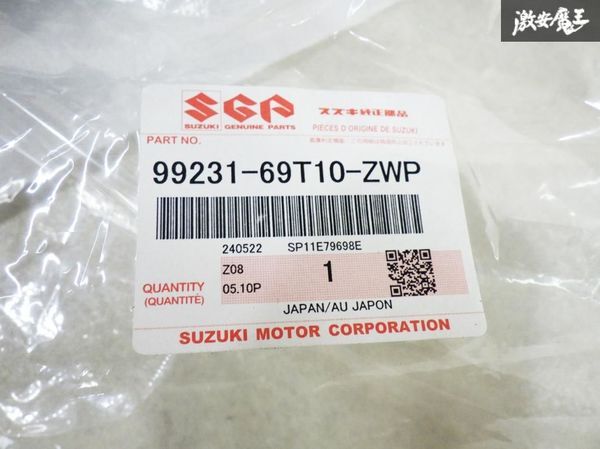 激安魔王
SGP
スズキ純正部品
SUZUKI GENUINE PARTS
PIÈCES D'ORIGINE DE SUZUKI
PART NO.
99231-69T10-ZWP
240522 SP11E79698E
Z08
1
QUANTITY
(QUANTITÉ)
05.10P
JAPAN/AU JAPON
SUZUKI MOTOR CORPORATION